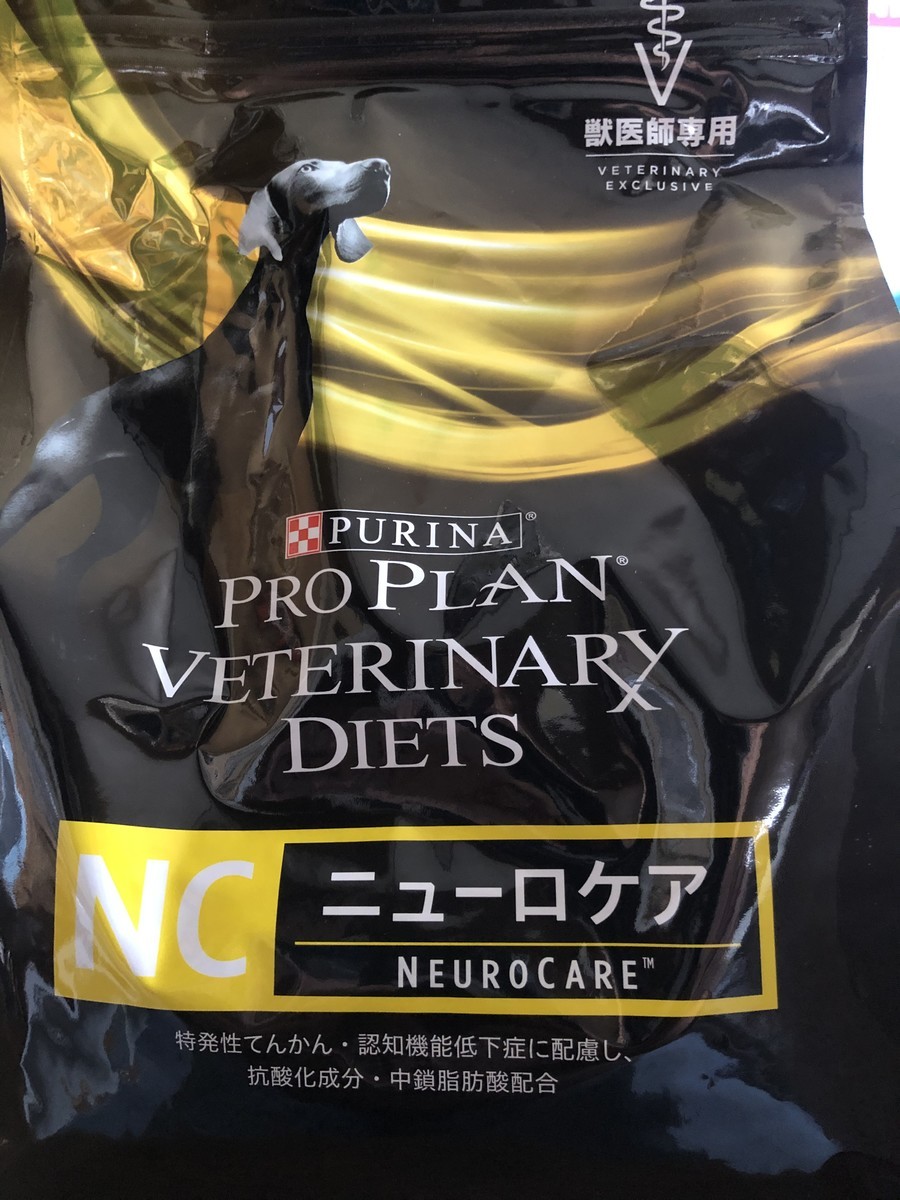 獣医師専用
VETERINARY
EXCLUSIVE
PURINA®
PRO PLAN®
VETERINARY
DIETS
NC
ニューロケア
NEUROCARE™
特発性てんかん・認知機能低下症に配慮し、
抗酸化成分・中鎖脂肪酸配合